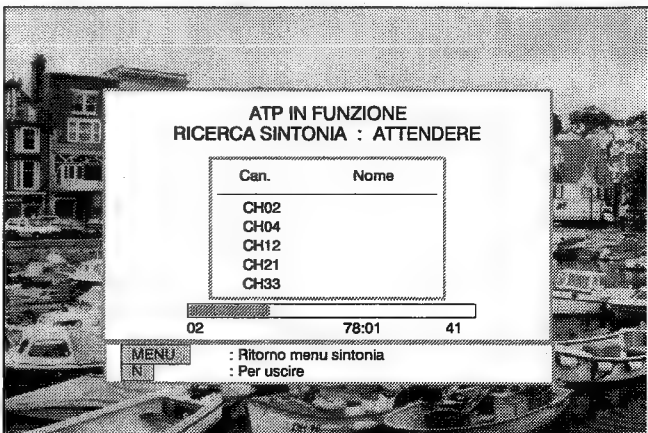 ATP IN FUNZIONE
RICERCA SINTONIA : ATTENDERE
Can. Nome
CH02
CH04
CH12
CH21
CH33
02 78:01 41
MENU : Ritorno menu sintonia
N : Per uscire